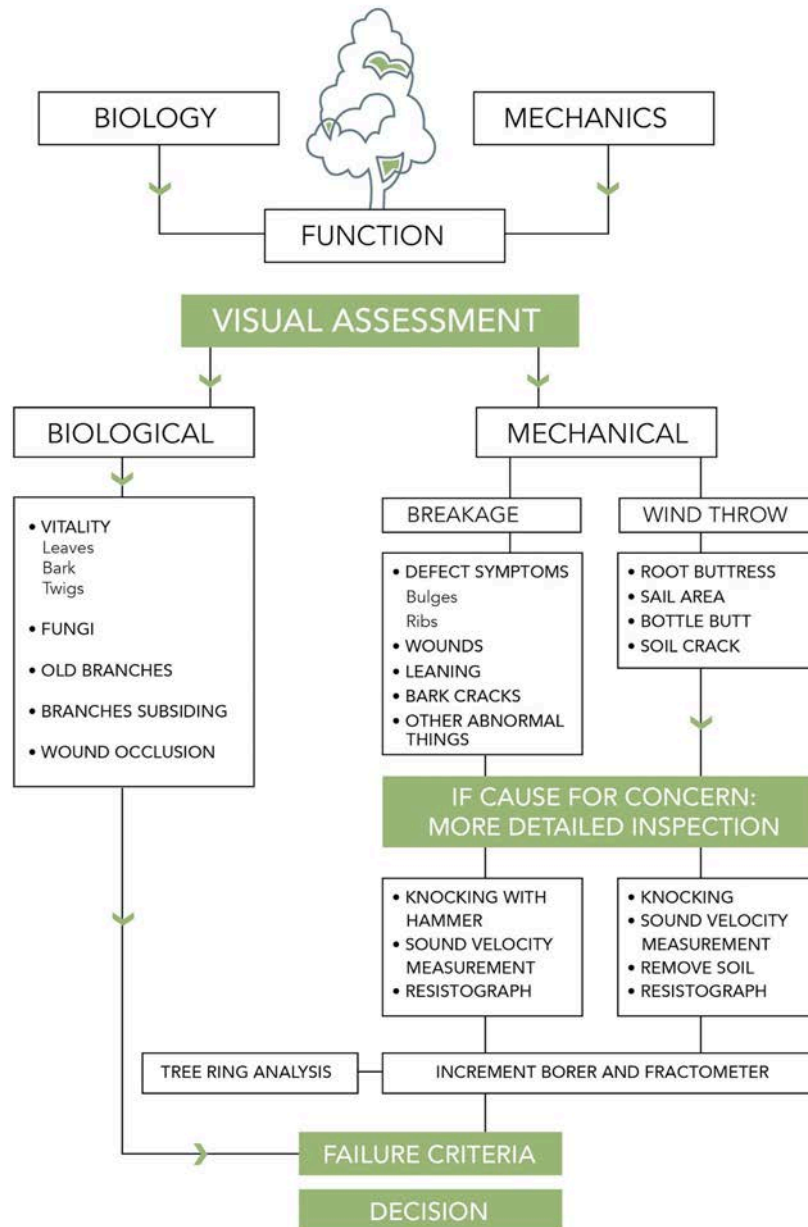 BIOLOGY
MECHANICS
FUNCTION
VISUAL ASSESSMENT
BIOLOGICAL
• VITALITY
Leaves
Bark
Twigs
• FUNGI
• OLD BRANCHES
• BRANCHES SUBSIDING
• WOUND OCCLUSION
MECHANICAL
BREAKAGE
• DEFECT SYMPTOMS
Bulges
Ribs
• WOUNDS
• LEANING
• BARK CRACKS
• OTHER ABNORMAL
THINGS
WIND THROW
• ROOT BUTTRESS
• SAIL AREA
• BOTTLE BUTT
• SOIL CRACK
IF CAUSE FOR CONCERN:
MORE DETAILED INSPECTION
• KNOCKING WITH
HAMMER
• SOUND VELOCITY
MEASUREMENT
• RESISTOGRAPH
• KNOCKING
• SOUND VELOCITY
MEASUREMENT
• REMOVE SOIL
• RESISTOGRAPH
TREE RING ANALYSIS
INCREMENT BORER AND FRACTOMETER
FAILURE CRITERIA
DECISION